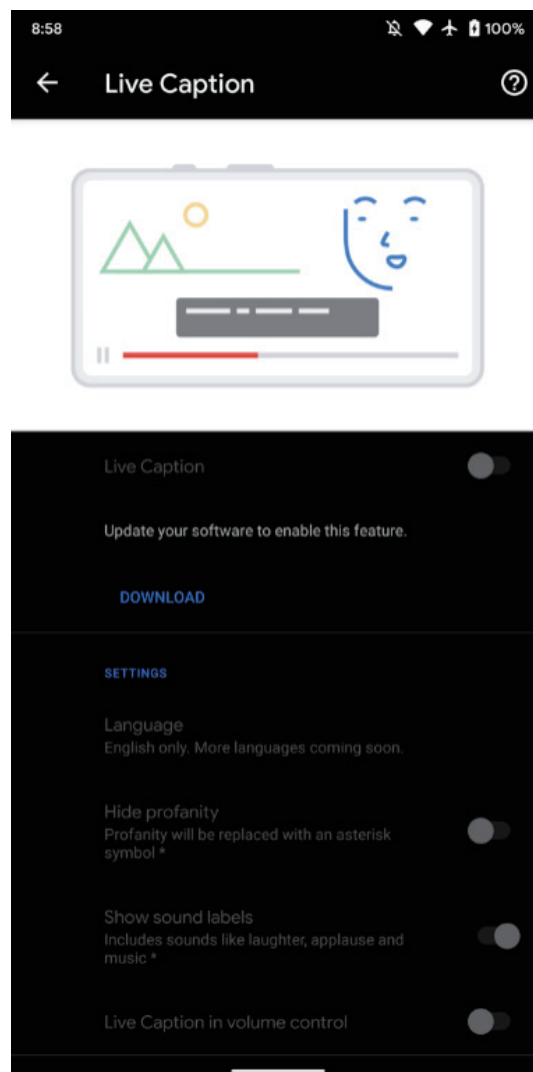 8:58 100%
Live Caption
Live Caption
Update your software to enable this feature.
DOWNLOAD
SETTINGS
Language
English only. More languages coming soon.
Hide profanity
Profanity will be replaced with an asterisk
symbol *
Show sound labels
Includes sounds like laughter, applause and
music *
Live Caption in volume control